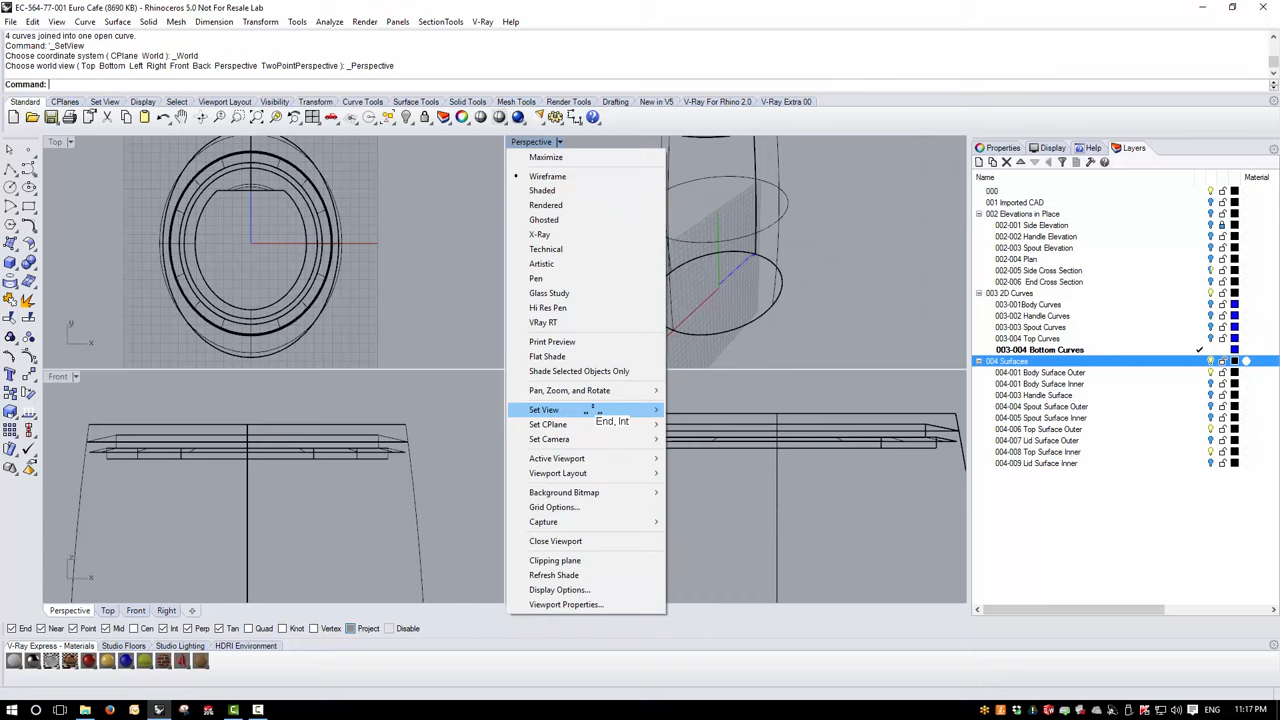 EC-564-77-001 Euro Cafe (8690 KB) - Rhinoceros 5.0 Not For Resale Lab
File Edit View Curve Surface Solid Mesh Dimension Transform Tools Analyze Render Panels SectionTools V-Ray Help
4 curves joined into one open curve.
Command: '_SetView
Choose coordinate system ( CPlane World ): _World
Choose world view ( Top Bottom Left Right Front Back Perspective TwoPointPerspective ): _Perspective
Command:
Standard CPlanes Set View Display Select Viewport Layout Visibility Transform Curve Tools Surface Tools Solid Tools Mesh Tools Render Tools Drafting New in V5 V-Ray For Rhino 2.0 V-Ray Extra 00
Top
Perspective
Properties Display Help Layers
Maximize
Name Material
Wireframe
Shaded
Rendered
Ghosted
X-Ray
Technical
Artistic
Pen
Glass Study
Hi Res Pen
VRay RT
Print Preview
Flat Shade
Shade Selected Objects Only
Pan, Zoom, and Rotate
Set View
End, Int
Set CPlane
Set Camera
Active Viewport
Viewport Layout
Background Bitmap
Grid Options...
Capture
Close Viewport
Clipping plane
Refresh Shade
Display Options...
Viewport Properties...
000
001 Imported CAD
002 Elevations in Place
002-001 Side Elevation
002-002 Handle Elevation
002-003 Spout Elevation
002-004 Plan
002-005 Side Cross Section
002-006 End Cross Section
003 2D Curves
003-001Body Curves
003-002 Handle Curves
003-003 Spout Curves
003-004 Top Curves
003-004 Bottom Curves
004 Surfaces
004-001 Body Surface Outer
004-001 Body Surface Inner
004-003 Handle Surface
004-004 Spout Surface Outer
004-005 Spout Surface Inner
004-006 Top Surface Outer
004-007 Lid Surface Outer
004-008 Top Surface Inner
004-009 Lid Surface Inner
y
x
Front
z
x
Perspective Top Front Right
End Near Point Mid Cen Int Perp Tan Quad Knot Vertex Project Disable
V-Ray Express - Materials Studio Floors Studio Lighting HDRI Environment
ENG 11:17 PM